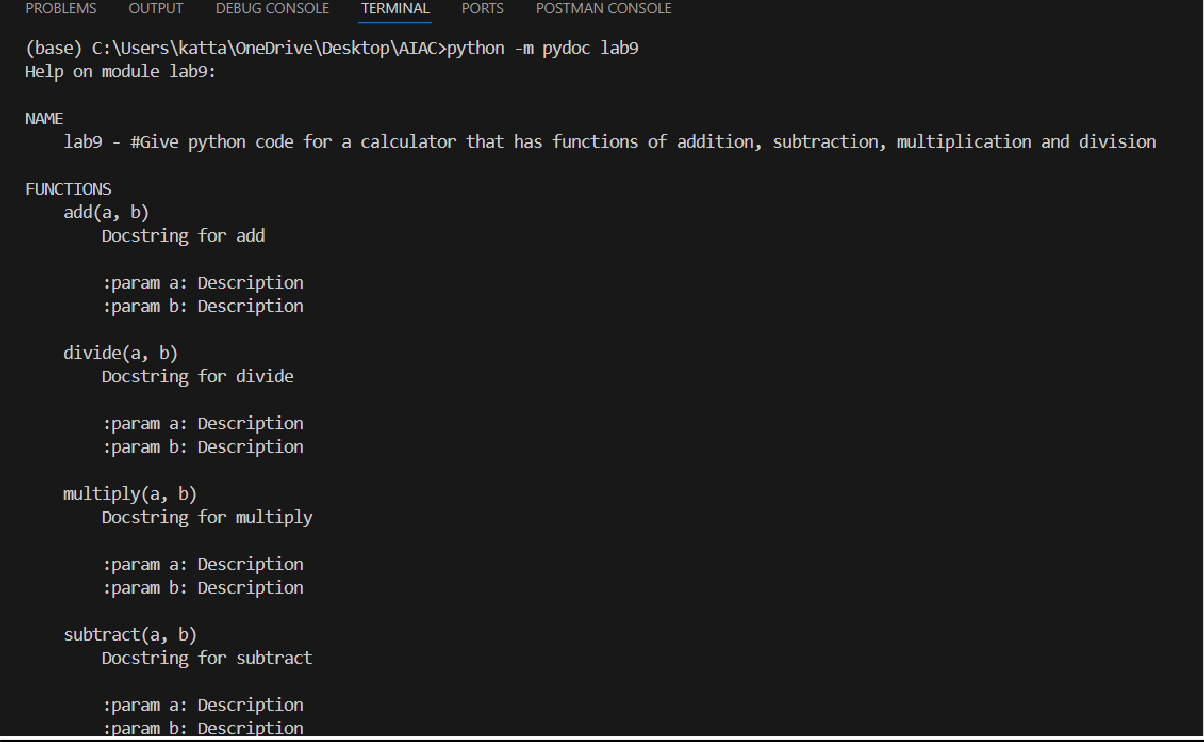 PROBLEMS OUTPUT DEBUG CONSOLE TERMINAL PORTS POSTMAN CONSOLE
(base) C:\Users\katta\OneDrive\Desktop\AIAC>python -m pydoc lab9
Help on module lab9:
NAME
lab9 - #Give python code for a calculator that has functions of addition, subtraction, multiplication and division
FUNCTIONS
add(a, b)
Docstring for add
:param a: Description
:param b: Description
divide(a, b)
Docstring for divide
:param a: Description
:param b: Description
multiply(a, b)
Docstring for multiply
:param a: Description
:param b: Description
subtract(a, b)
Docstring for subtract
:param a: Description
:param b: Description